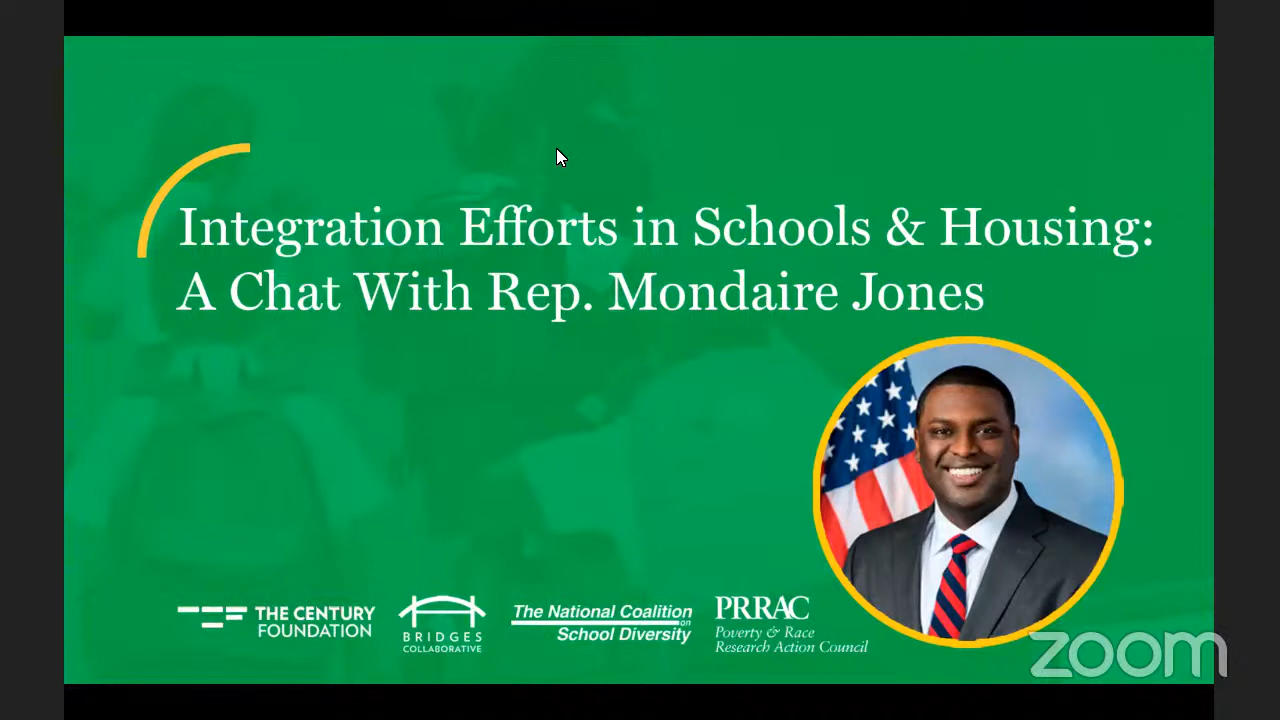 Integration Efforts in Schools & Housing:
A Chat With Rep. Mondaire Jones
THE CENTURY
FOUNDATION
BRIDGES
COLLABORATIVE
The National Coalition
on
School Diversity
PRRAC
Poverty & Race
Research Action Council
zoom